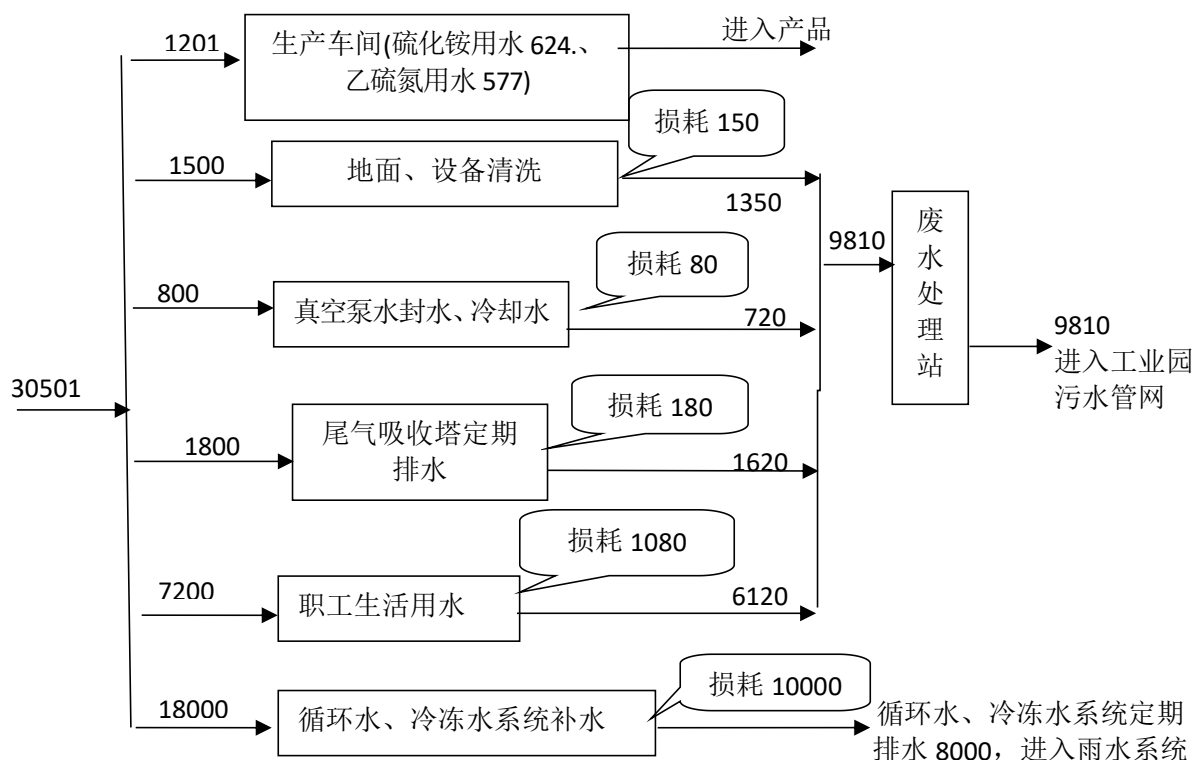 1201
生产车间(硫化铵用水 624.、
乙硫氮用水 577)
进入产品
损耗 150
1500
地面、设备清洗
1350
损耗 80
800
真空泵水封水、冷却水
720
9810
废
水
处
理
站
9810
进入工业园
污水管网
30501
损耗 180
1800
尾气吸收塔定期
排水
1620
损耗 1080
7200
职工生活用水
6120
损耗 10000
18000
循环水、冷冻水系统补水
循环水、冷冻水系统定期
排水 8000，进入雨水系统